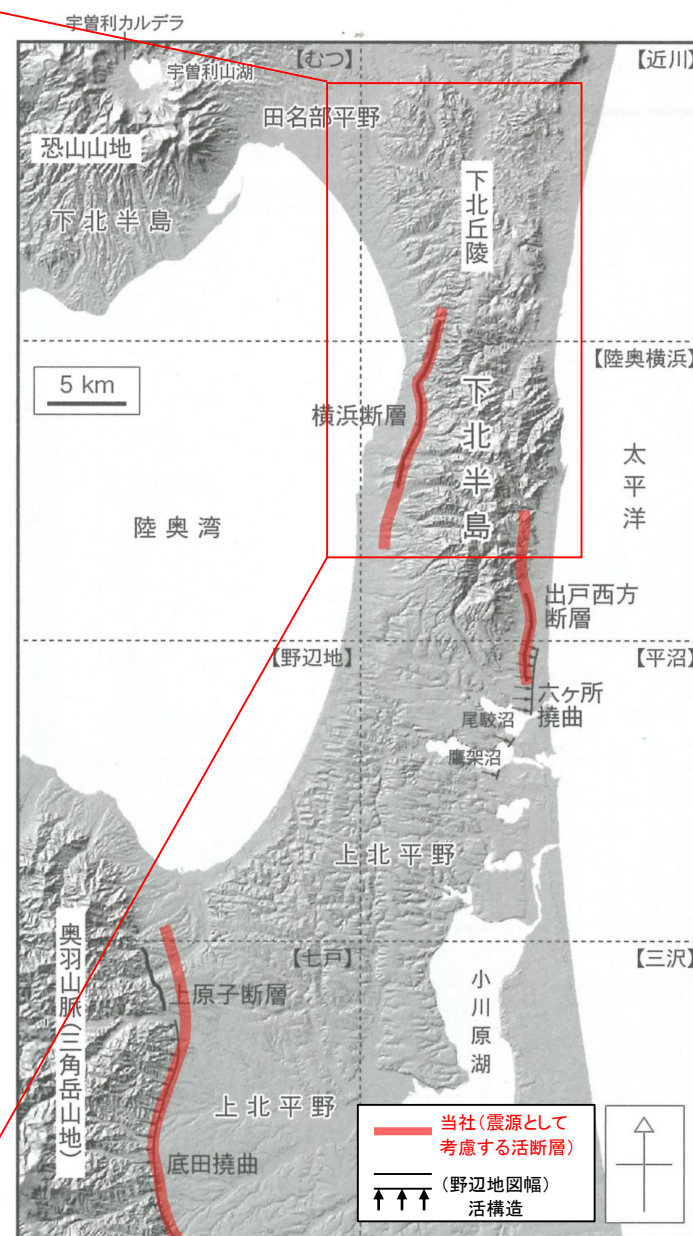 宇曽利カルデラ
【むつ】
【近川】
宇曽利山湖
田名部平野
恐山山地
下北半島
下北丘陵
【陸奥横浜】
5 km
横浜断層
下北半島
太平洋
陸奥湾
出戸西方
断層
【野辺地】
【平沼】
六ヶ所
撓曲
尾駮沼
鷹架沼
上北平野
奥羽山脈(三角岳山地)
【七戸】
【三沢】
上原子断層
小川原湖
上北平野
底田撓曲
当社(震源として
考慮する活断層)
(野辺地図幅)
活構造